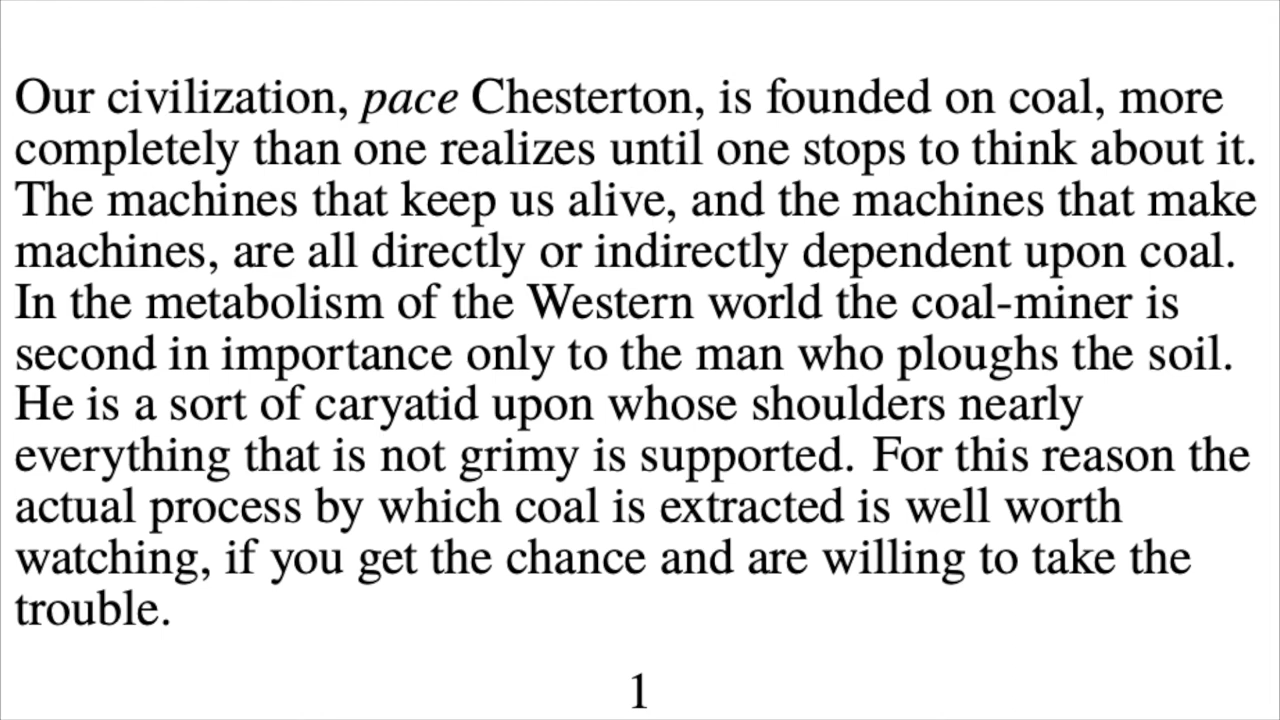 Our civilization, pace Chesterton, is founded on coal, more
completely than one realizes until one stops to think about it.
The machines that keep us alive, and the machines that make
machines, are all directly or indirectly dependent upon coal.
In the metabolism of the Western world the coal-miner is
second in importance only to the man who ploughs the soil.
He is a sort of caryatid upon whose shoulders nearly
everything that is not grimy is supported. For this reason the
actual process by which coal is extracted is well worth
watching, if you get the chance and are willing to take the
trouble.
1